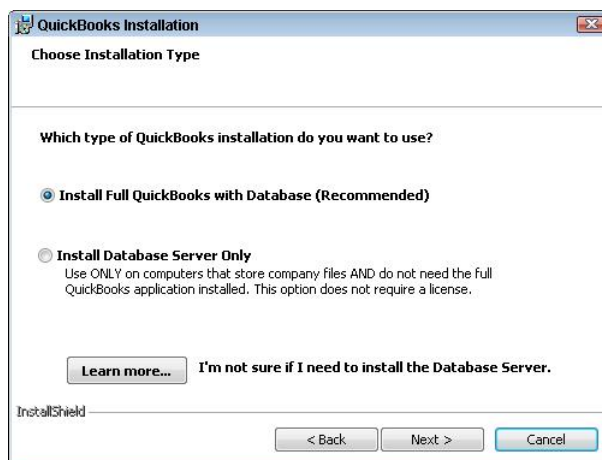 QuickBooks Installation
Choose Installation Type
Which type of QuickBooks installation do you want to use?
Install Full QuickBooks with Database (Recommended)
Install Database Server Only
Use ONLY on computers that store company files AND do not need the full
QuickBooks application installed. This option does not require a license.
Learn more... I'm not sure if I need to install the Database Server.
InstallShield
< Back Next > Cancel